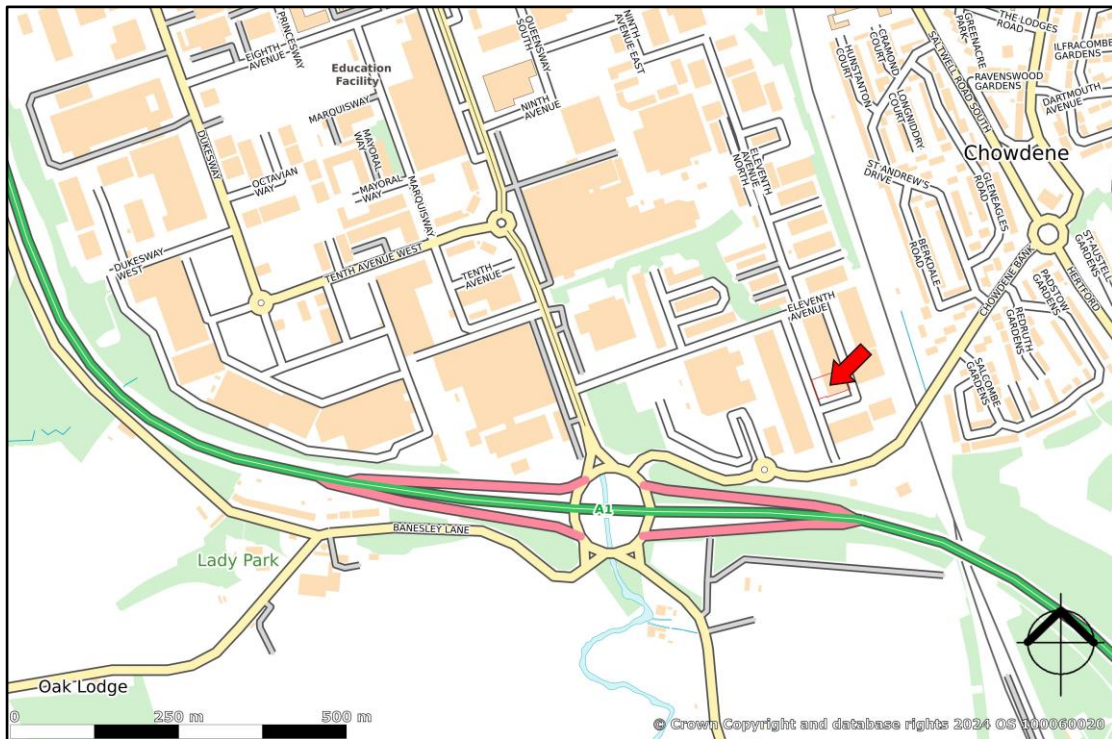 PRINCESWAY
EIGHTH
AVENUE
Education
Facility
MARQUISWAY
QUEENSWAY
SOUTH
NINTH
AVENUE EAST
NINTH
AVENUE
DUKESWAY
OCTAVIAN
WAY
MAYORAL
WAY
MAYORAL
WAY
MARQUISWAY
DUKESWAY
WEST
TENTH AVENUE WEST
TENTH
AVENUE
ELEVENTH
AVENUE
NORTH
ELEVENTH
AVENUE
HUNSTANTON
COURT
CRAMOND
COURT
LONGNIDDRY
COURT
GREENACRE
PARK
THE LODGES
ROAD
SALTWELL ROAD SOUTH
ILFRACOMBE
GARDENS
RAVENSWOOD
GARDENS
DARTMOUTH
AVENUE
Chowdene
ST-ANDREW'S
DRIVE
GLENEAGLES
ROAD
BERKDALE
ROAD
CHOWDENE BANK
ST-AUSTELL
GARDENS
HERTFORD
PADSTOW
GARDENS
REDRUTH
GARDENS
SALCOMBE
GARDENS
A1
BANESLEY LANE
Lady Park
Oak Lodge
0 250 m 500 m
© Crown Copyright and database rights 2024 OS 100060020